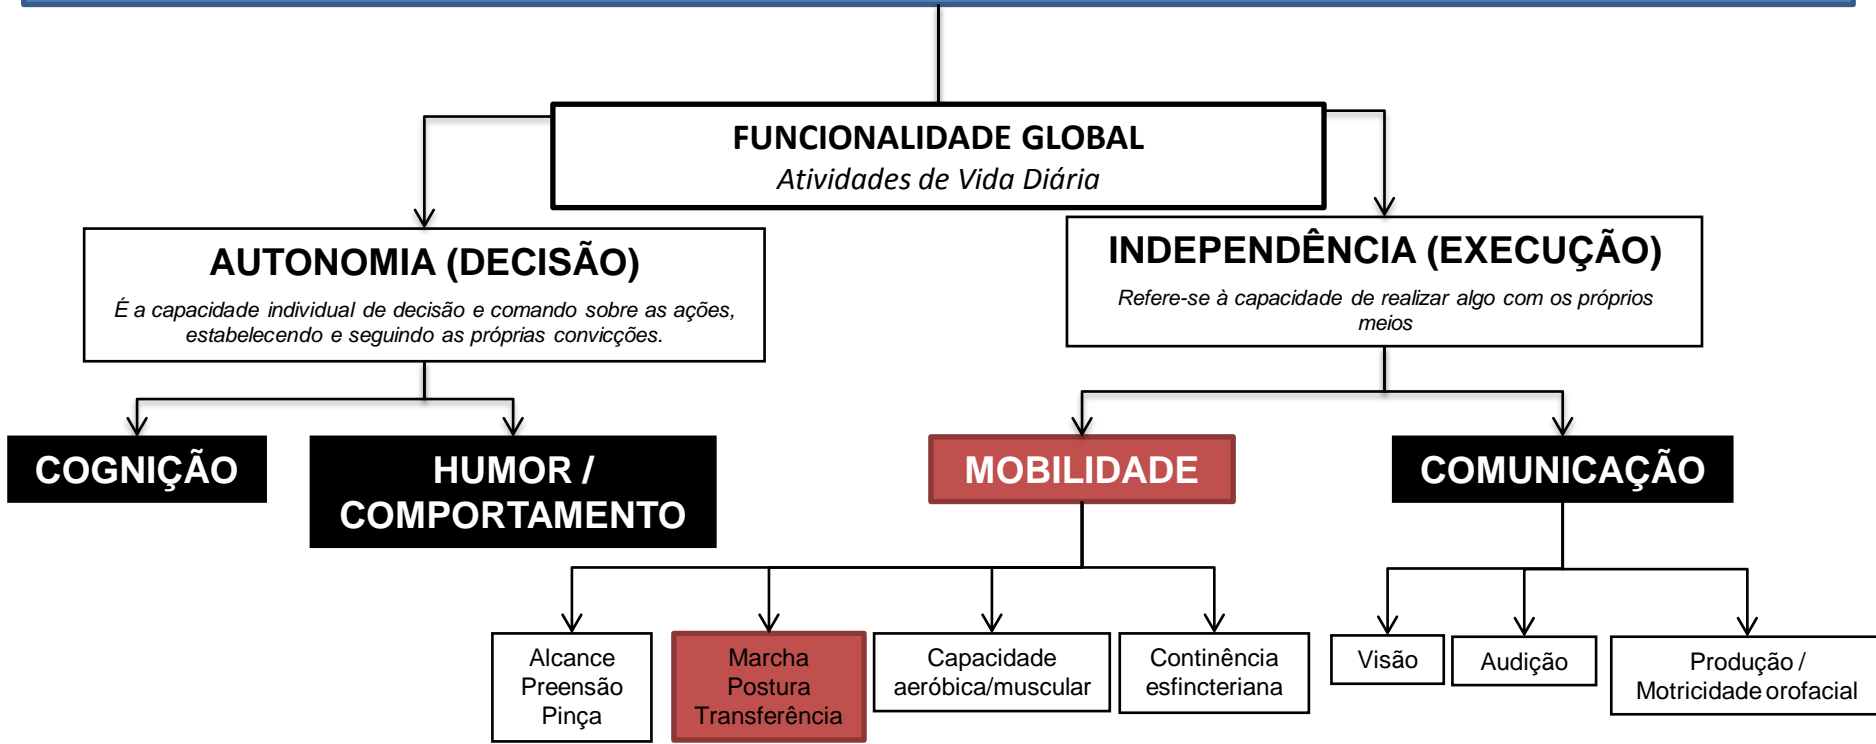 FUNCIONALIDADE GLOBAL
Atividades de Vida Diária
AUTONOMIA (DECISÃO)
É a capacidade individual de decisão e comando sobre as ações,
estabelecendo e seguindo as próprias convicções.
INDEPENDÊNCIA (EXECUÇÃO)
Refere-se à capacidade de realizar algo com os próprios
meios
COGNIÇÃO
HUMOR /
COMPORTAMENTO
MOBILIDADE
COMUNICAÇÃO
Alcance
Preensão
Pinça
Marcha
Postura
Transferência
Capacidade
aeróbica/muscular
Continência
esfincteriana
Visão
Audição
Produção /
Motricidade orofacial